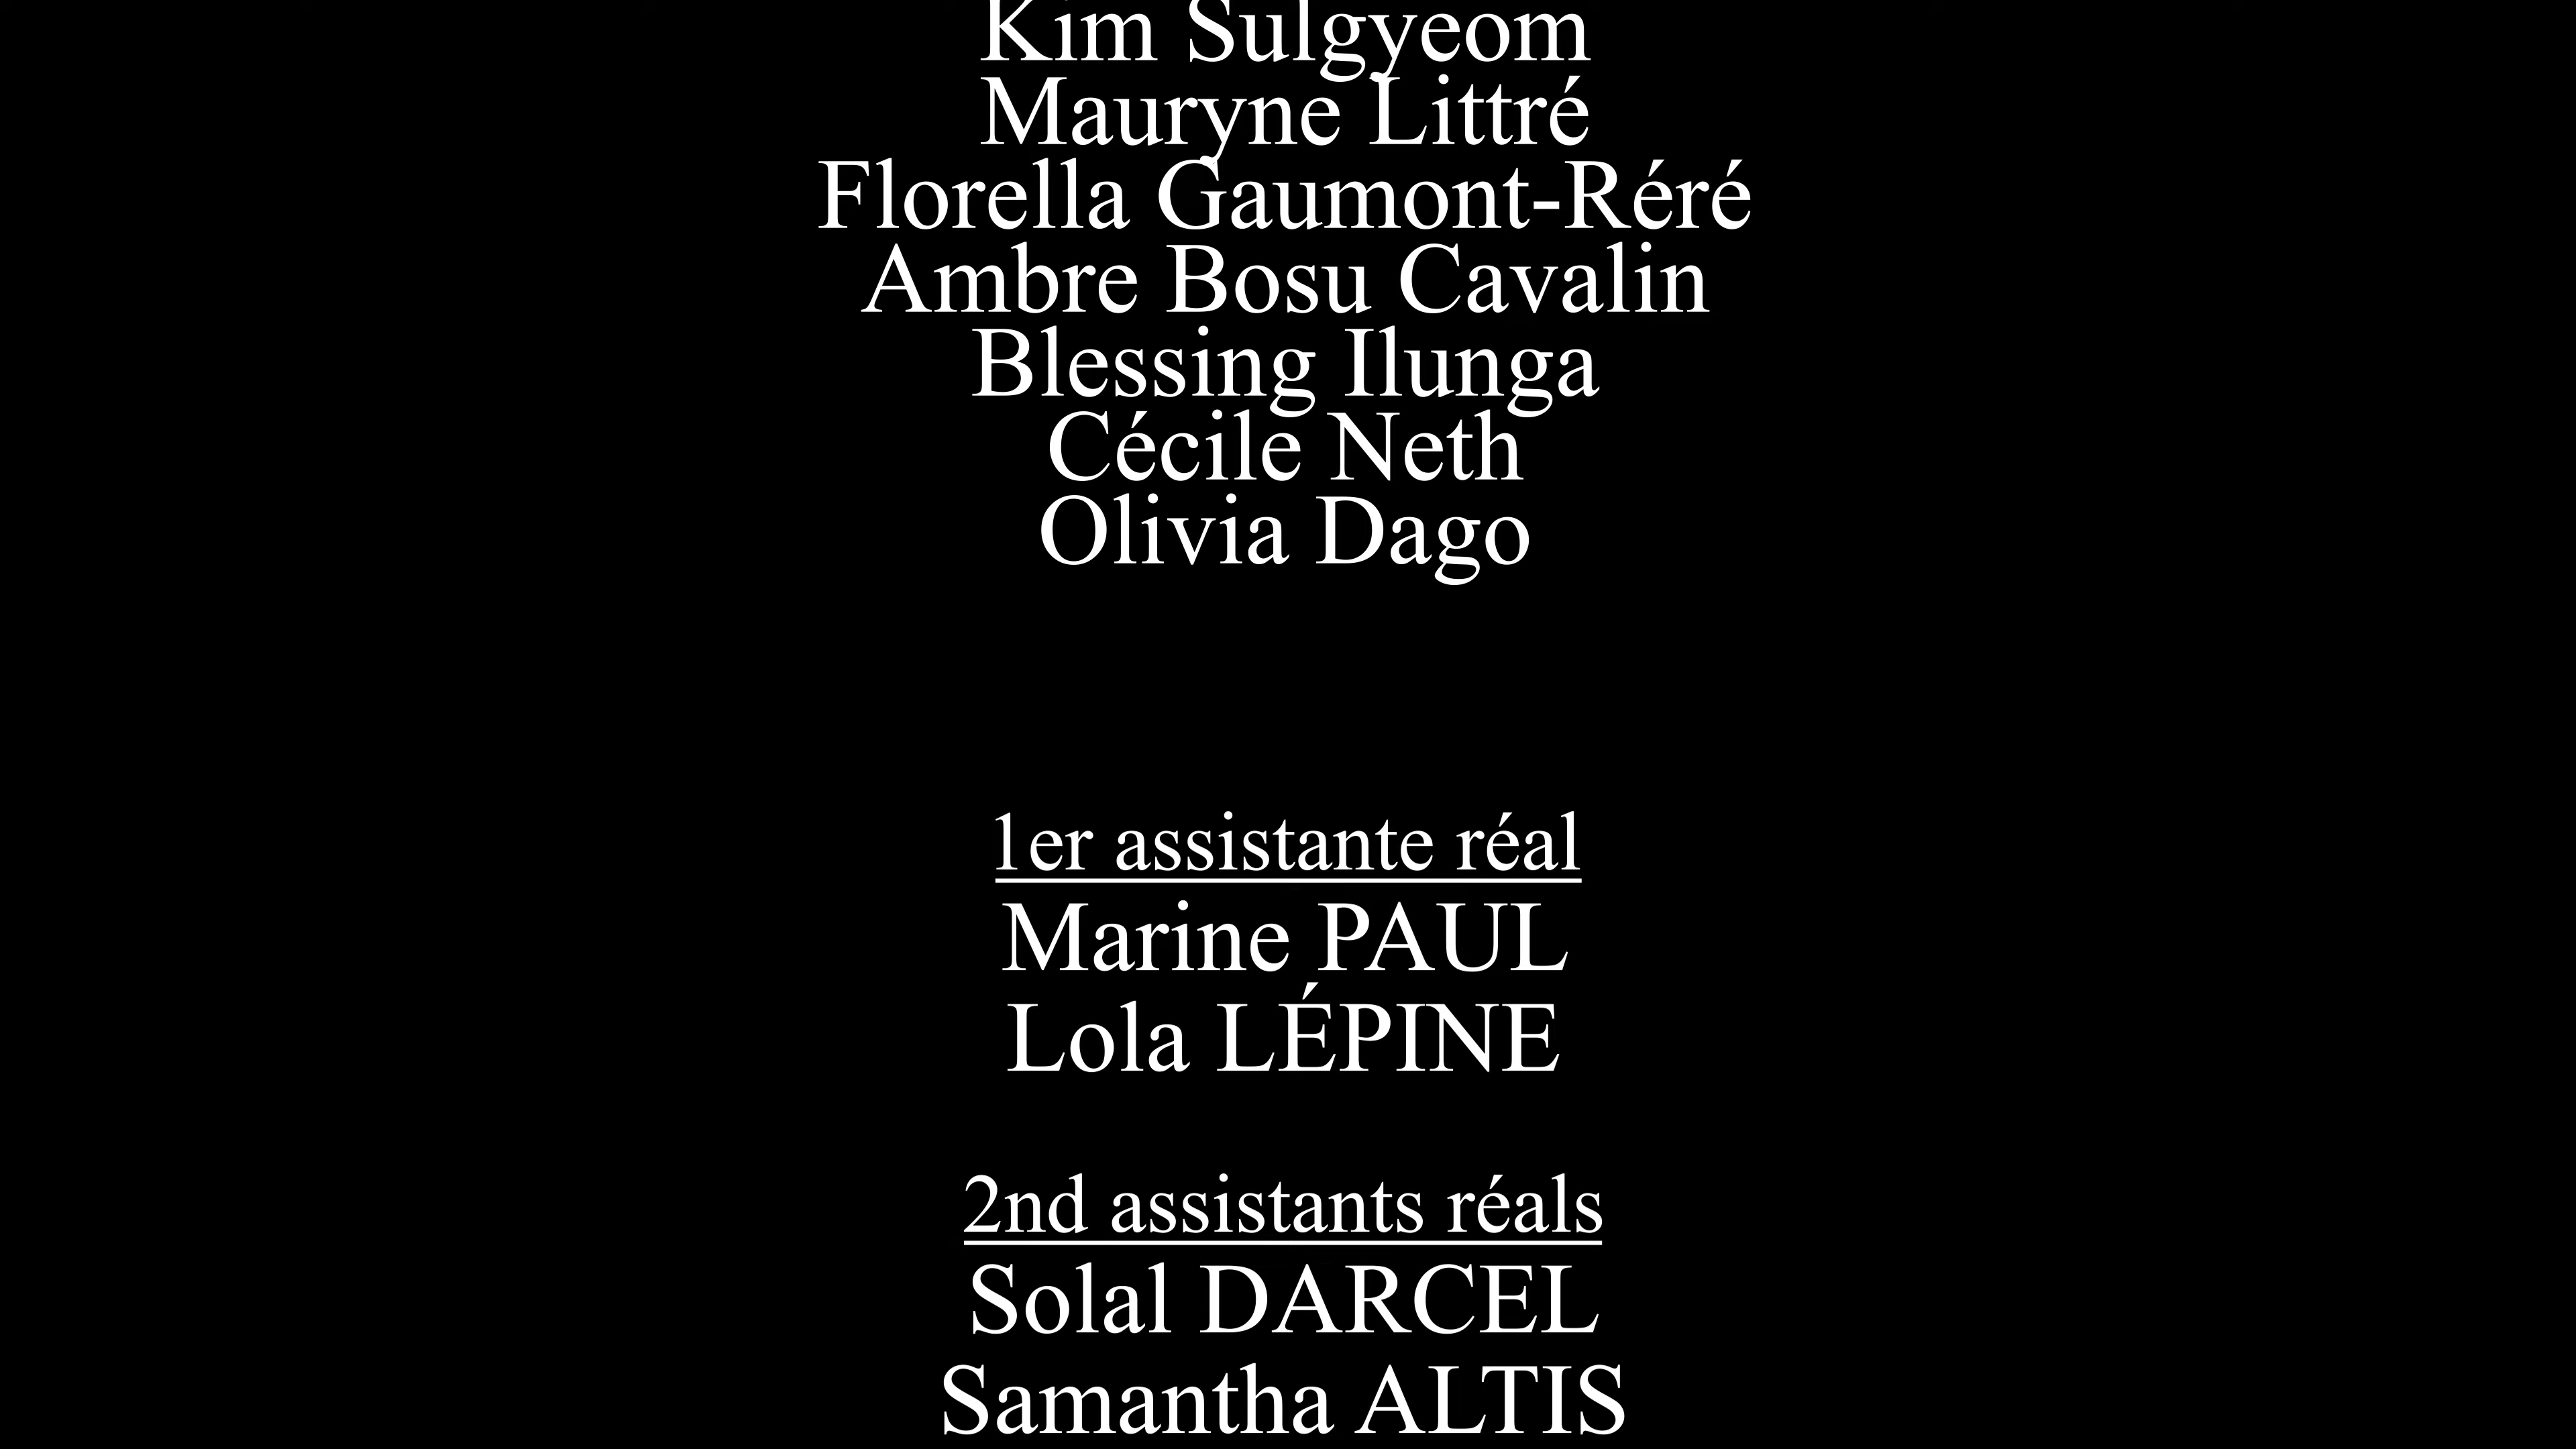 Kim Sulgyeom
Mauryne Littré
Florella Gaumont-Réré
Ambre Bosu Cavalin
Blessing Ilunga
Cécile Neth
Olivia Dago
1er assistante réal
Marine PAUL
Lola LÉPINE
2nd assistants réals
Solal DARCEL
Samantha ALTIS